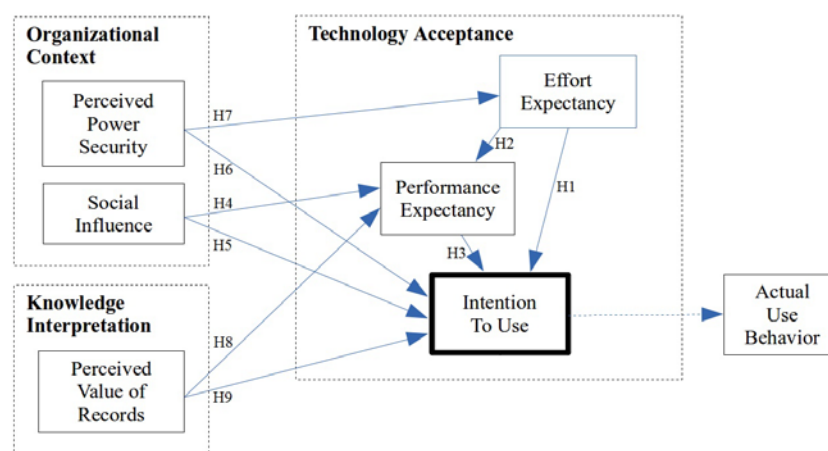 Organizational
Context
Perceived
Power
Security
Social
Influence
Knowledge
Interpretation
Perceived
Value of
Records
H7
H6
H4
H5
H8
H9
Technology Acceptance
Effort
Expectancy
H2
H1
Performance
Expectancy
H3
Intention
To Use
Actual
Use
Behavior